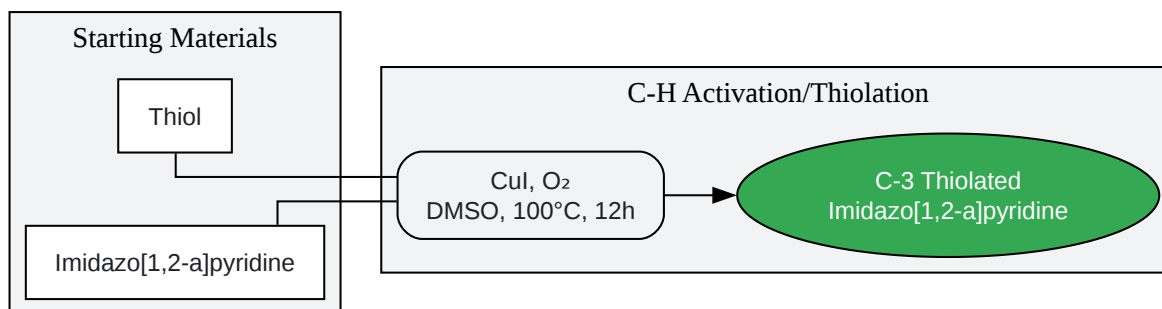 Starting Materials
Thiol
Imidazo[1,2-a]pyridine
C-H Activation/Thiolation
CuI, O₂
DMSO, 100°C, 12h
C-3 Thiolated
Imidazo[1,2-a]pyridine